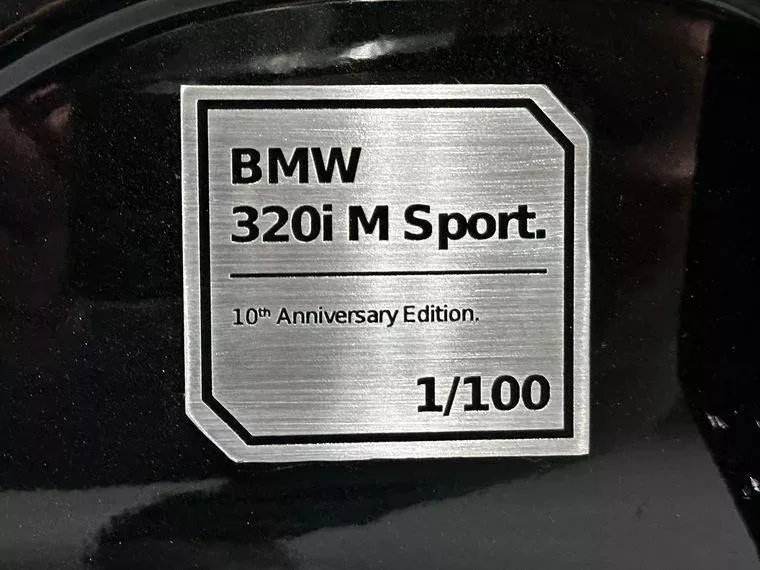 BMW
320i M Sport.
10th Anniversary Edition.
1/100